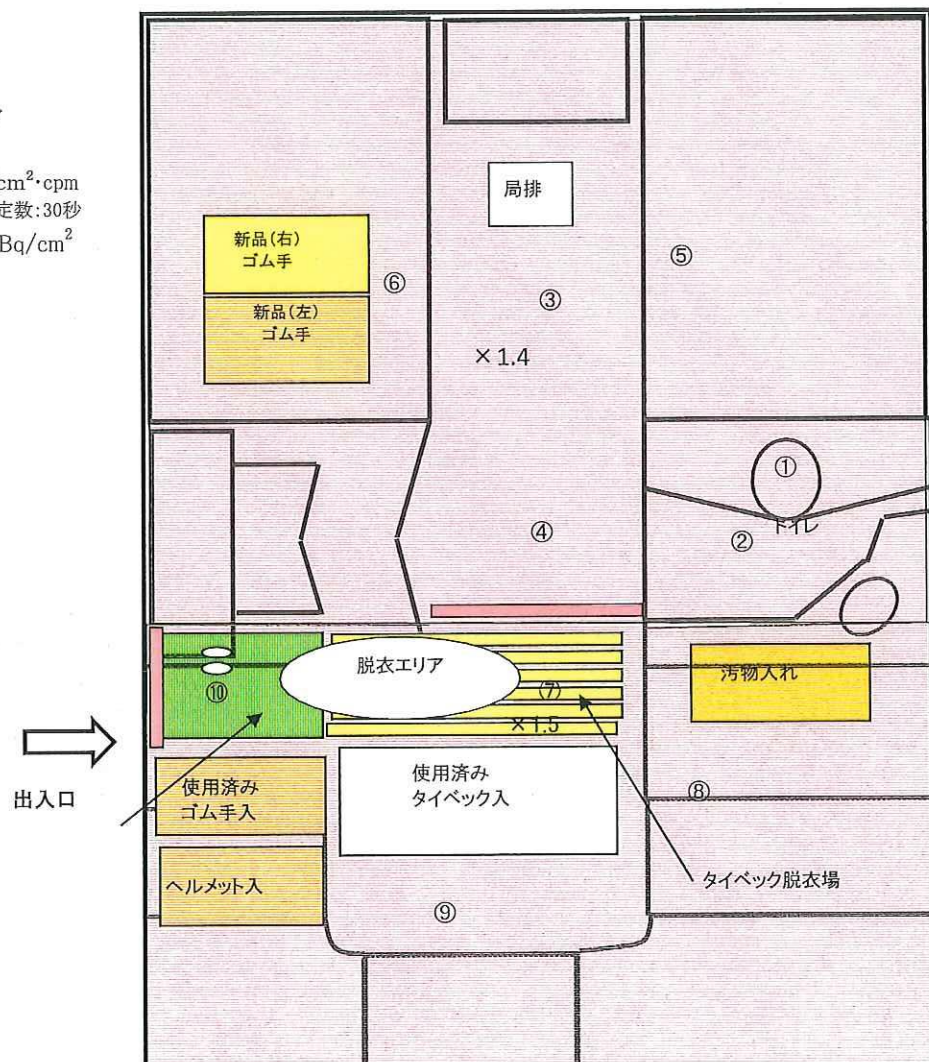 cm²・cpm
定数:30秒
Bq/cm²
局排
新品(右)
ゴム手
⑥
⑤
③
新品(左)
ゴム手
×1.4
①
トイレ
④
②
脱衣エリア
汚物入れ
⑩
⑦
×1.5
出入口
使用済み
ゴム手入
使用済み
タイベック入
⑧
ヘルメット入
タイベック脱衣場
⑨